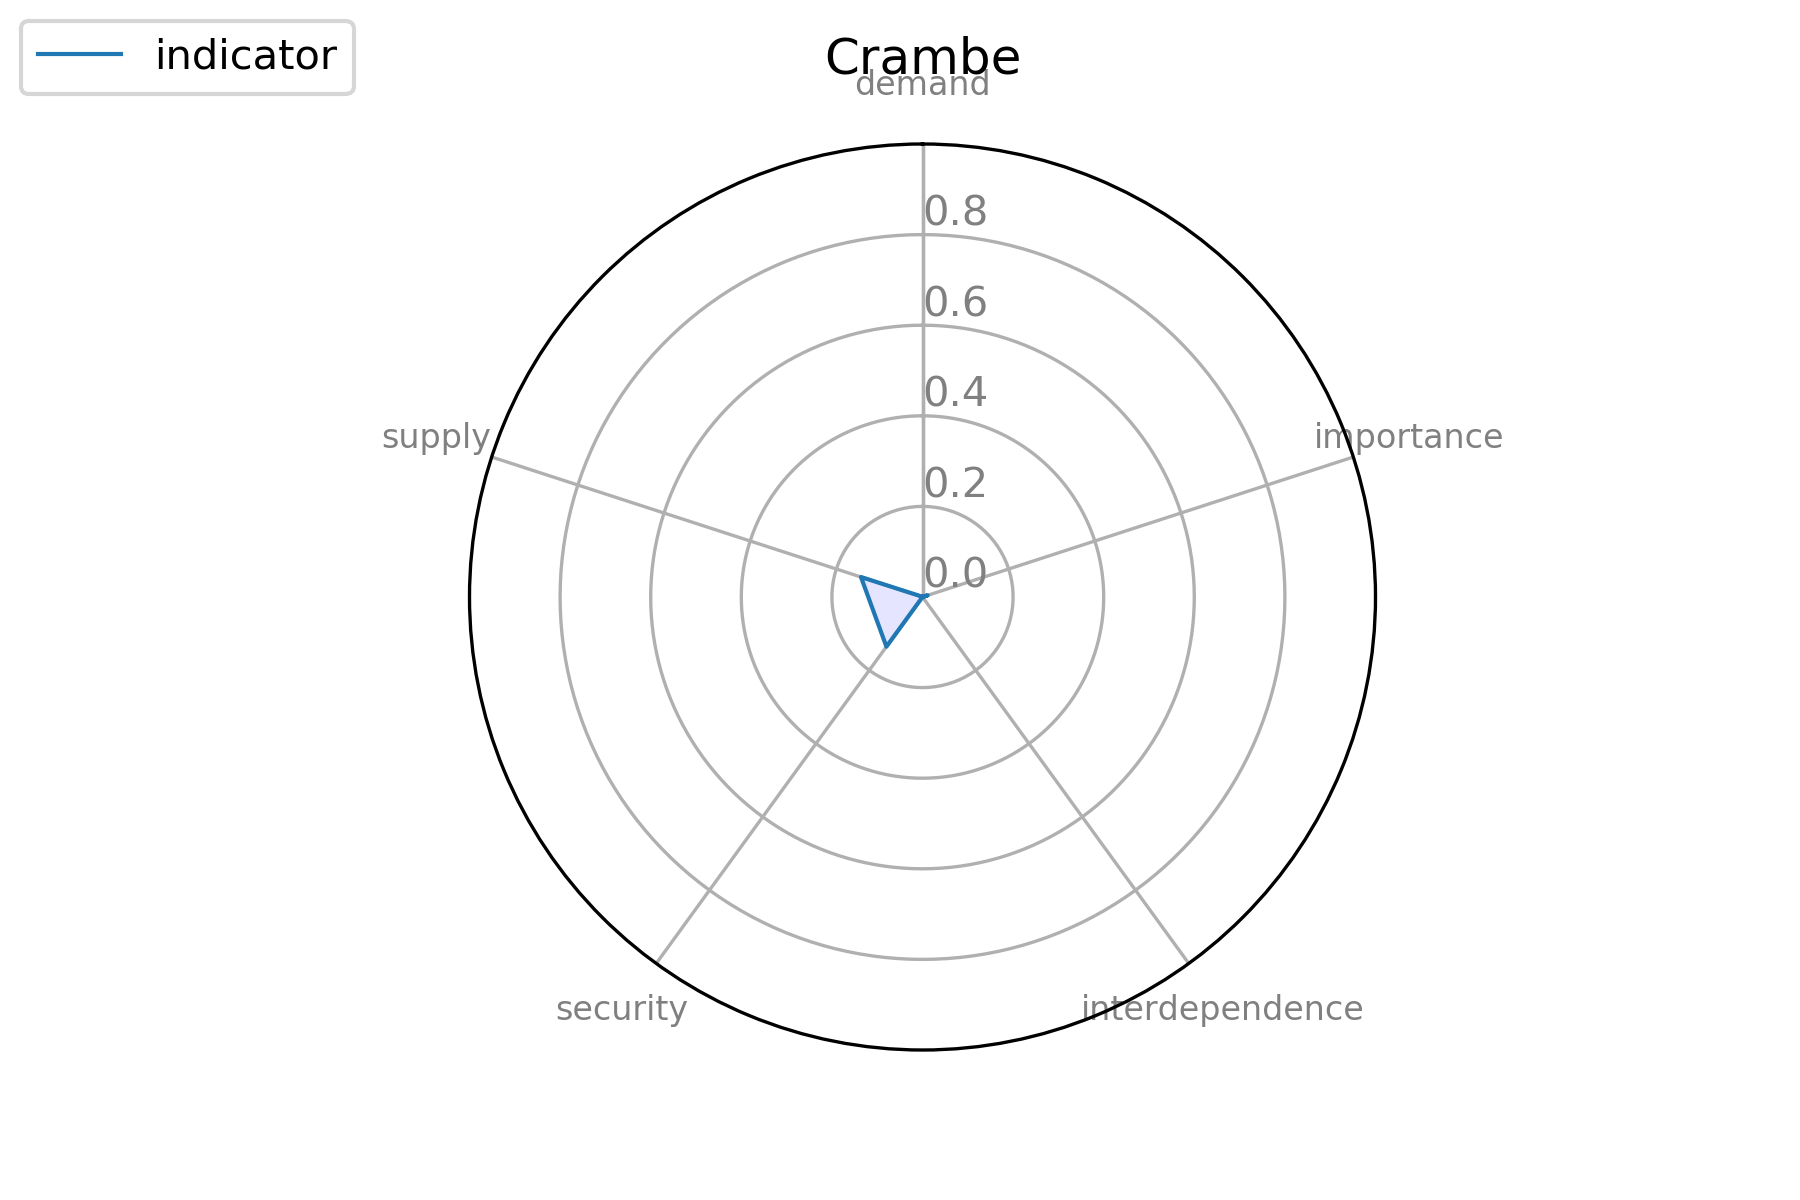 indicator
Crambe
demand
0.8
0.6
0.4
supply
importance
0.2
0.0
security
interdependence